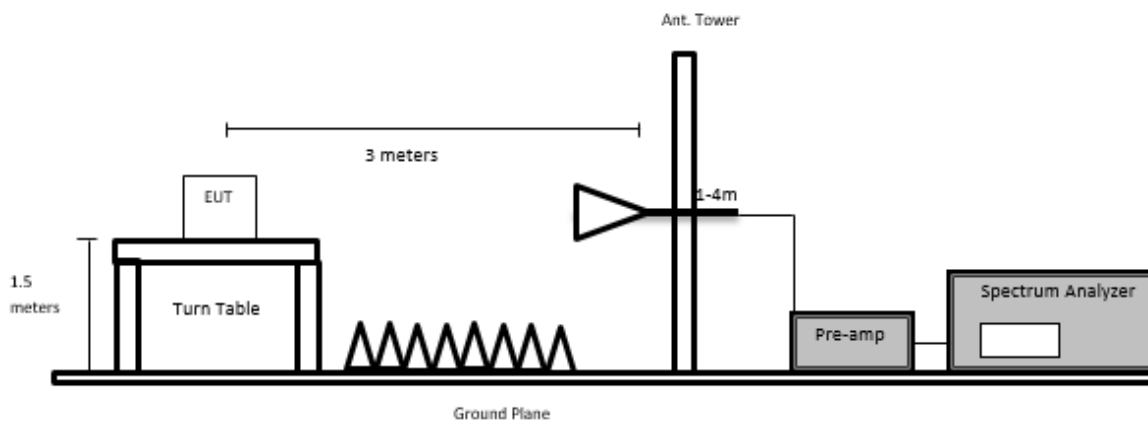 Ant. Tower
3 meters
EUT
1-4m
1.5
meters
Turn Table
Spectrum Analyzer
Pre-amp
Ground Plane